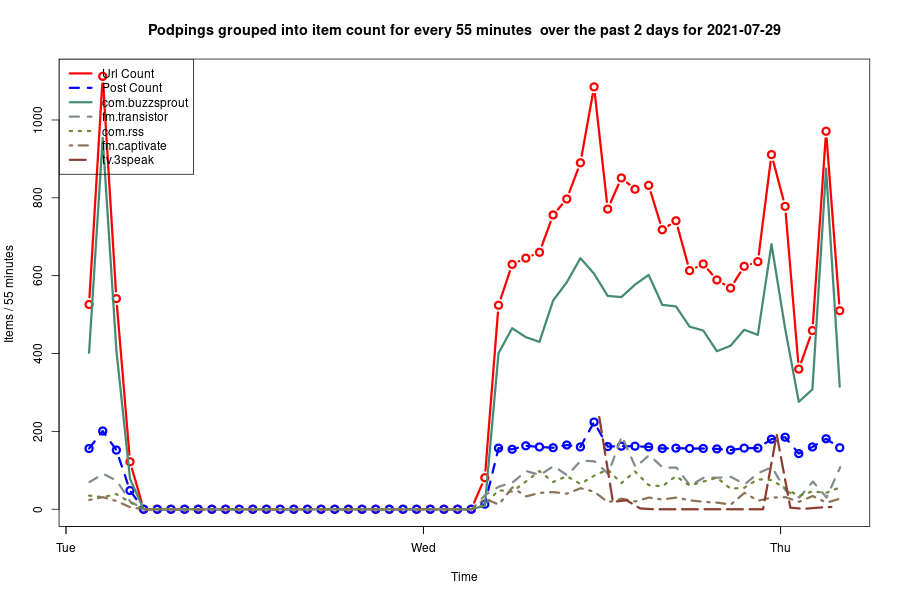 Podpings grouped into item count for every 55 minutes  over the past 2 days for 2021-07-29
Url Count
Post Count
com.buzzsprout
fm.transistor
com.rss
fm.captivate
tv.3speak
Items / 55 minutes
1000
800
600
400
200
0
Tue
Wed
Thu
Time